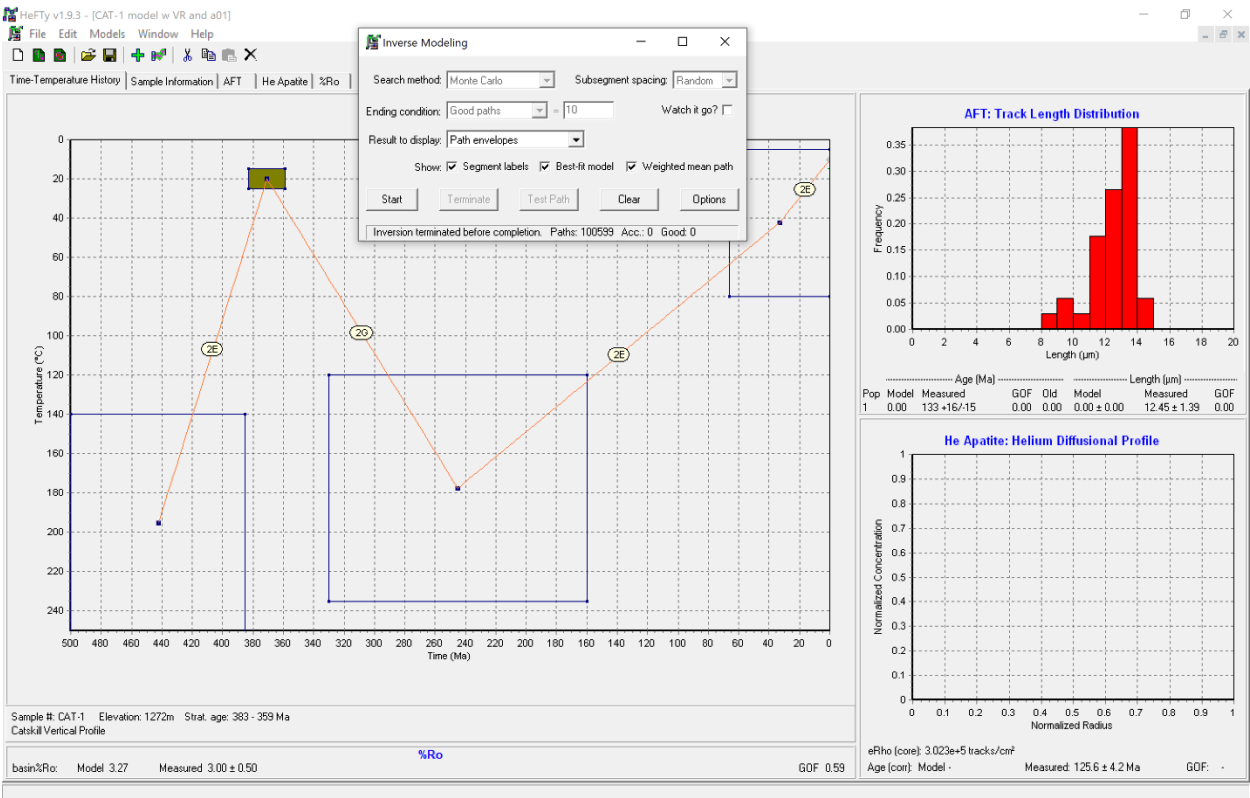 HeFTy v1.9.3 - [CAT-1 model w VR and a01]
File Edit Models Window Help
Time-Temperature History Sample Information AFT He Apatite %Ro
Inverse Modeling
Search method: Monte Carlo Subsegment spacing: Random
Ending condition: Good paths = 10 Watch it go?
Result to display: Path envelopes
Show: Segment labels Best-fit model Weighted mean path
Start Terminate Test Path Clear Options
Inversion terminated before completion. Paths: 100599 Acc.: 0 Good: 0
0
20
40
60
80
100
120
140
160
180
200
220
240
Temperature (°C)
2E
2G
2E
2E
500 480 460 440 420 400 380 360 340 320 300 280 260 240 220 200 180 160 140 120 100 80 60 40 20 0
Time (Ma)
Sample #: CAT-1 Elevation: 1272m Strat. age: 383 - 359 Ma
Catskill Vertical Profile
%Ro
basin%Ro: Model 3.27 Measured 3.00 ± 0.50 GOF 0.59
AFT: Track Length Distribution
0.35
0.30
0.25
0.20
0.15
0.10
0.05
0.00
Frequency
0 2 4 6 8 10 12 14 16 18 20
Length (µm)
Age (Ma) Length (µm)
Pop Model Measured GOF Old Model Measured GOF
1 0.00 133 +16/-15 0.00 0.00 0.00 ± 0.00 12.45 ± 1.39 0.00
He Apatite: Helium Diffusional Profile
1
0.9
0.8
0.7
0.6
0.5
0.4
0.3
0.2
0.1
0
Normalized Concentration
0 0.1 0.2 0.3 0.4 0.5 0.6 0.7 0.8 0.9 1
Normalized Radius
eRho (core): 3.023e+5 tracks/cm²
Age (corr): Model - Measured: 125.6 ± 4.2 Ma GOF: -